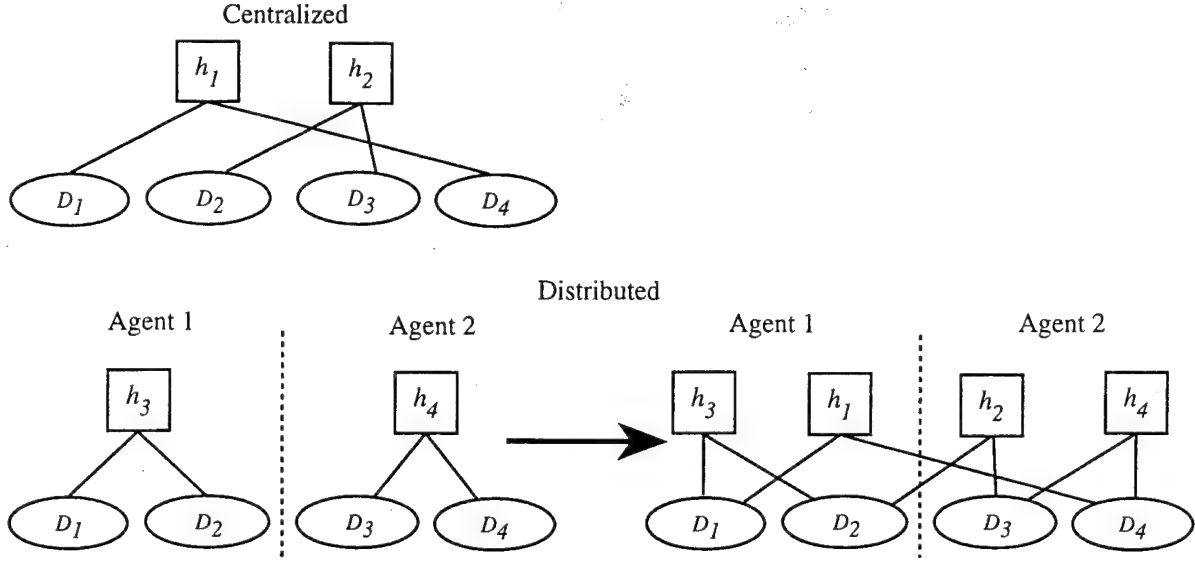 Centralized
h1 h2
D1 D2 D3 D4
Distributed
Agent 1 Agent 2 Agent 1 Agent 2
h3 h4 h3 h1 h2 h4
D1 D2 D3 D4 D1 D2 D3 D4